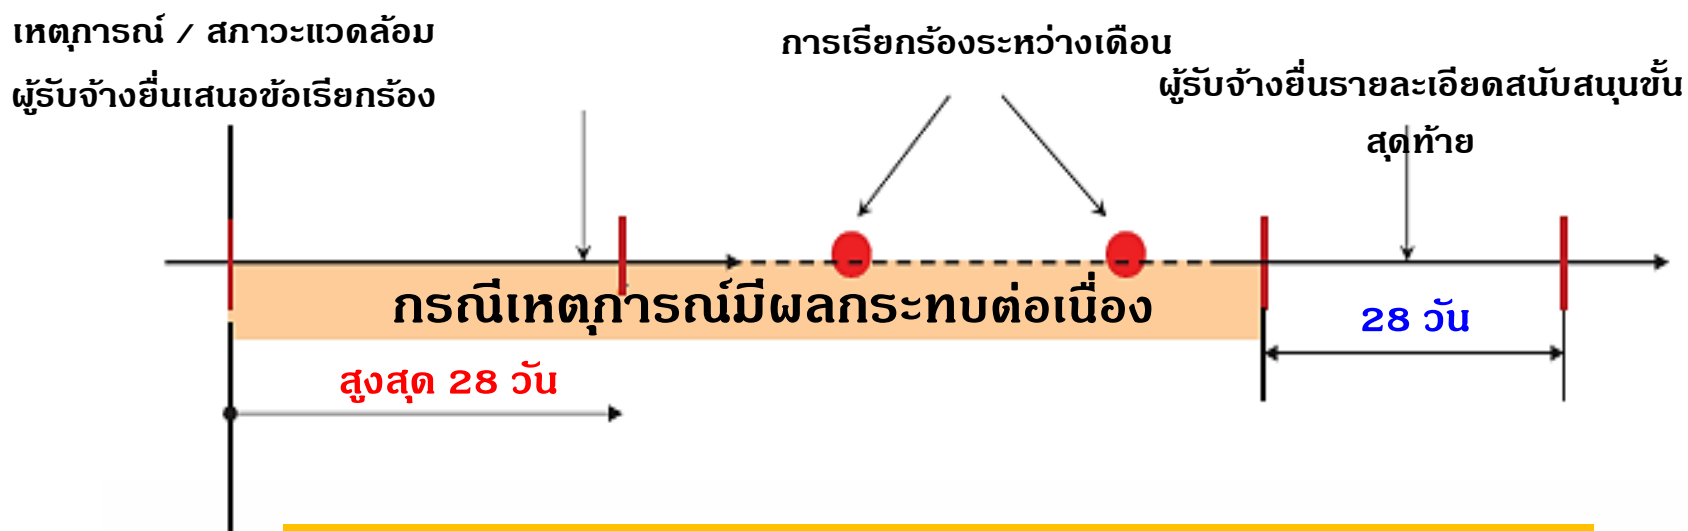 เหตุการณ์ / สภาวะแวดล้อม
ผู้รับจ้างยื่นเสนอข้อเรียกร้อง
การเรียกร้องระหว่างเดือน
ผู้รับจ้างยื่นรายละเอียดสนับสนุนขั้น
สุดท้าย
กรณีเหตุการณ์มีผลกระทบต่อเนื่อง
28 วัน
สูงสุด 28 วัน